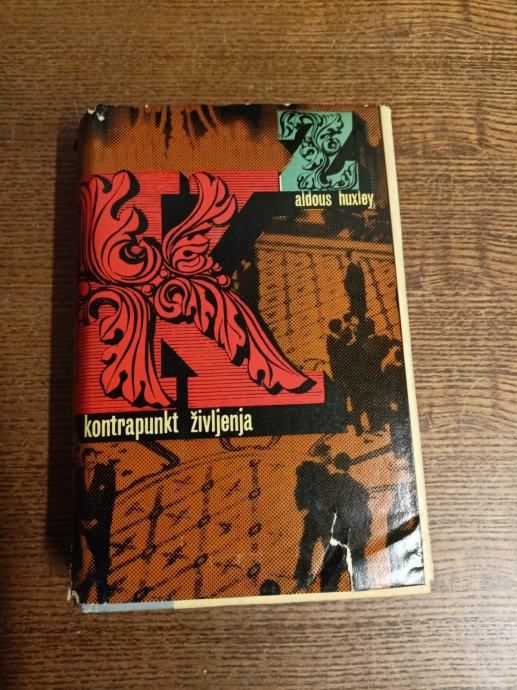 K
Ž
aldous huxley
kontrapunkt življenja